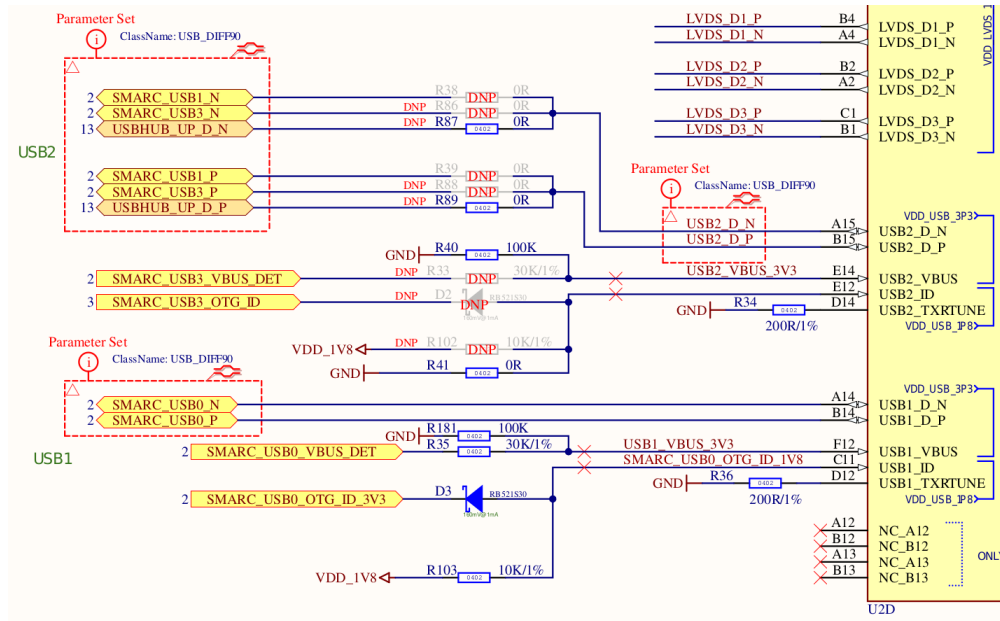 Parameter Set
ClassName: USB_DIFF90
2 SMARC_USB1_N R38 DNP 0R
2 SMARC_USB3_N DNP R86 DNP 0R
13 USBHUB_UP_D_N DNP R87 0402 0R
USB2
2 SMARC_USB1_P R39 DNP 0R
2 SMARC_USB3_P DNP R88 DNP 0R
13 USBHUB_UP_D_P DNP R89 0402 0R
GND R40 0402 100K
2 SMARC_USB3_VBUS_DET DNP R33 DNP 30K/1%
3 SMARC_USB3_OTG_ID DNP D2 DNP RB521S30
VDD_1V8 DNP R102 DNP 10K/1%
GND R41 0402 0R
Parameter Set
ClassName: USB_DIFF90
2 SMARC_USB0_N
2 SMARC_USB0_P
USB1
GND R181 0402 100K
2 SMARC_USB0_VBUS_DET R35 0402 30K/1%
2 SMARC_USB0_OTG_ID_3V3 D3 RB521S30
VDD_1V8 R103 0402 10K/1%
LVDS_D1_P B4 LVDS_D1_P
LVDS_D1_N A4 LVDS_D1_N
LVDS_D2_P B2 LVDS_D2_P
LVDS_D2_N A2 LVDS_D2_N
LVDS_D3_P C1 LVDS_D3_P
LVDS_D3_N B1 LVDS_D3_N
Parameter Set
ClassName: USB_DIFF90
VDD_USB_3P3
USB2_D_N A15 USB2_D_N
USB2_D_P B15 USB2_D_P
USB2_VBUS_3V3 E14 USB2_VBUS
E12 USB2_ID
GND R34 0402 200R/1% D14 USB2_TXRTUNE
VDD_USB_1P8
VDD_USB_3P3
A14 USB1_D_N
B14 USB1_D_P
USB1_VBUS_3V3 F12 USB1_VBUS
SMARC_USB0_OTG_ID_1V8 C11 USB1_ID
GND R36 0402 200R/1% D12 USB1_TXRTUNE
VDD_USB_1P8
A12 NC_A12
B12 NC_B12
A13 NC_A13
B13 NC_B13
U2D